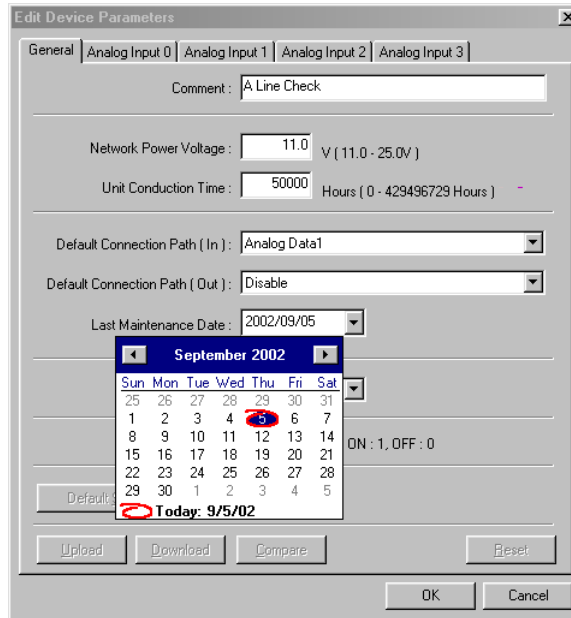 Edit Device Parameters
General Analog Input 0 Analog Input 1 Analog Input 2 Analog Input 3
Comment : A Line Check
Network Power Voltage : 11.0 V ( 11.0 - 25.0V )
Unit Conduction Time : 50000 Hours ( 0 - 429496729 Hours )
Default Connection Path ( In ) : Analog Data1
Default Connection Path ( Out ) : Disable
Last Maintenance Date : 2002/09/05
September 2002
Sun Mon Tue Wed Thu Fri Sat
25 26 27 28 29 30 31
1 2 3 4 5 6 7
8 9 10 11 12 13 14
ON : 1, OFF : 0
15 16 17 18 19 20 21
22 23 24 25 26 27 28
29 30 1 2 3 4 5
Default
Today: 9/5/02
Upload Download Compare Reset
OK Cancel